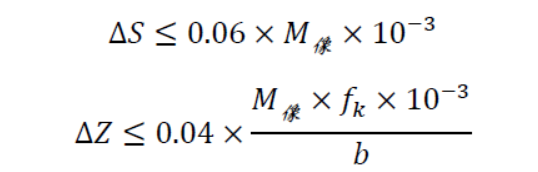 ΔS ≤ 0.06 × M像 × 10⁻³
ΔZ ≤ 0.04 × (M像 × fₖ × 10⁻³) / b